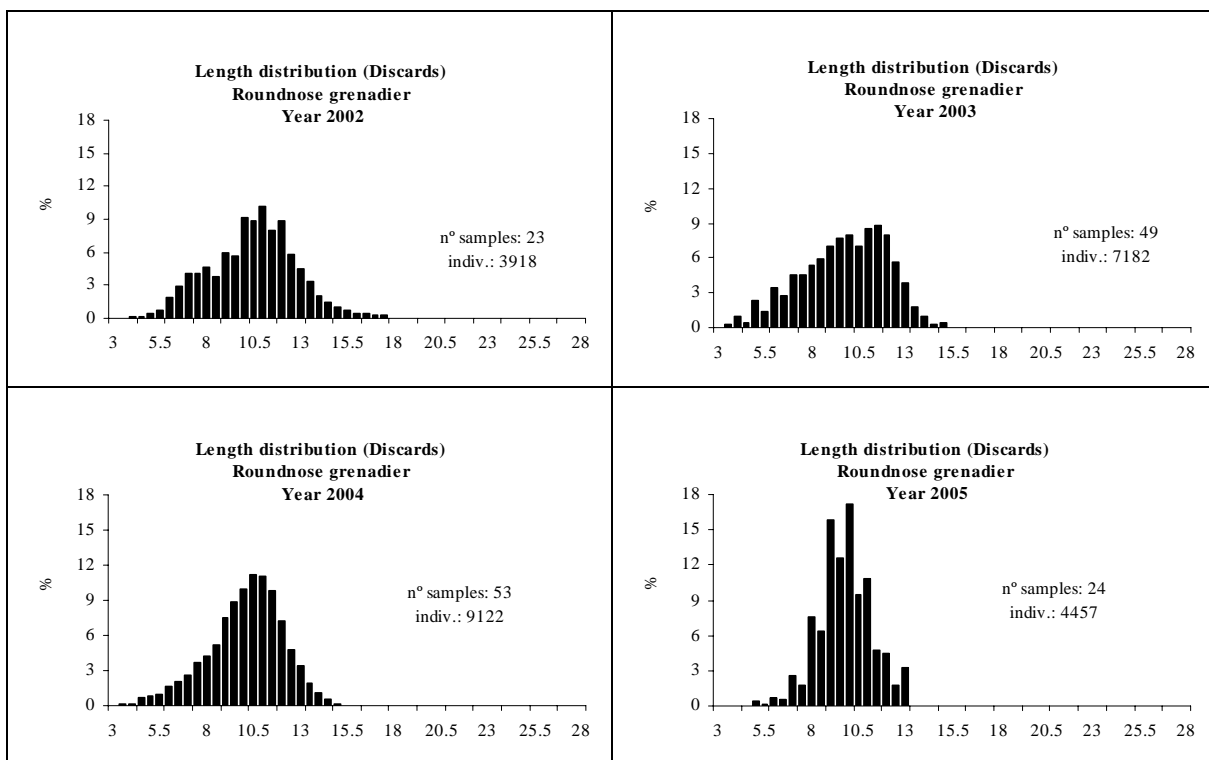 Length distribution (Discards)
Roundnose grenadier
Year 2002
18
15
12
9
6
3
0
%
nº samples: 23
indiv.: 3918
3 5.5 8 10.5 13 15.5 18 20.5 23 25.5 28
Length distribution (Discards)
Roundnose grenadier
Year 2003
18
15
12
9
6
3
0
%
nº samples: 49
indiv.: 7182
3 5.5 8 10.5 13 15.5 18 20.5 23 25.5 28
Length distribution (Discards)
Roundnose grenadier
Year 2004
18
15
12
9
6
3
0
%
nº samples: 53
indiv.: 9122
3 5.5 8 10.5 13 15.5 18 20.5 23 25.5 28
Length distribution (Discards)
Roundnose grenadier
Year 2005
18
15
12
9
6
3
0
%
nº samples: 24
indiv.: 4457
3 5.5 8 10.5 13 15.5 18 20.5 23 25.5 28